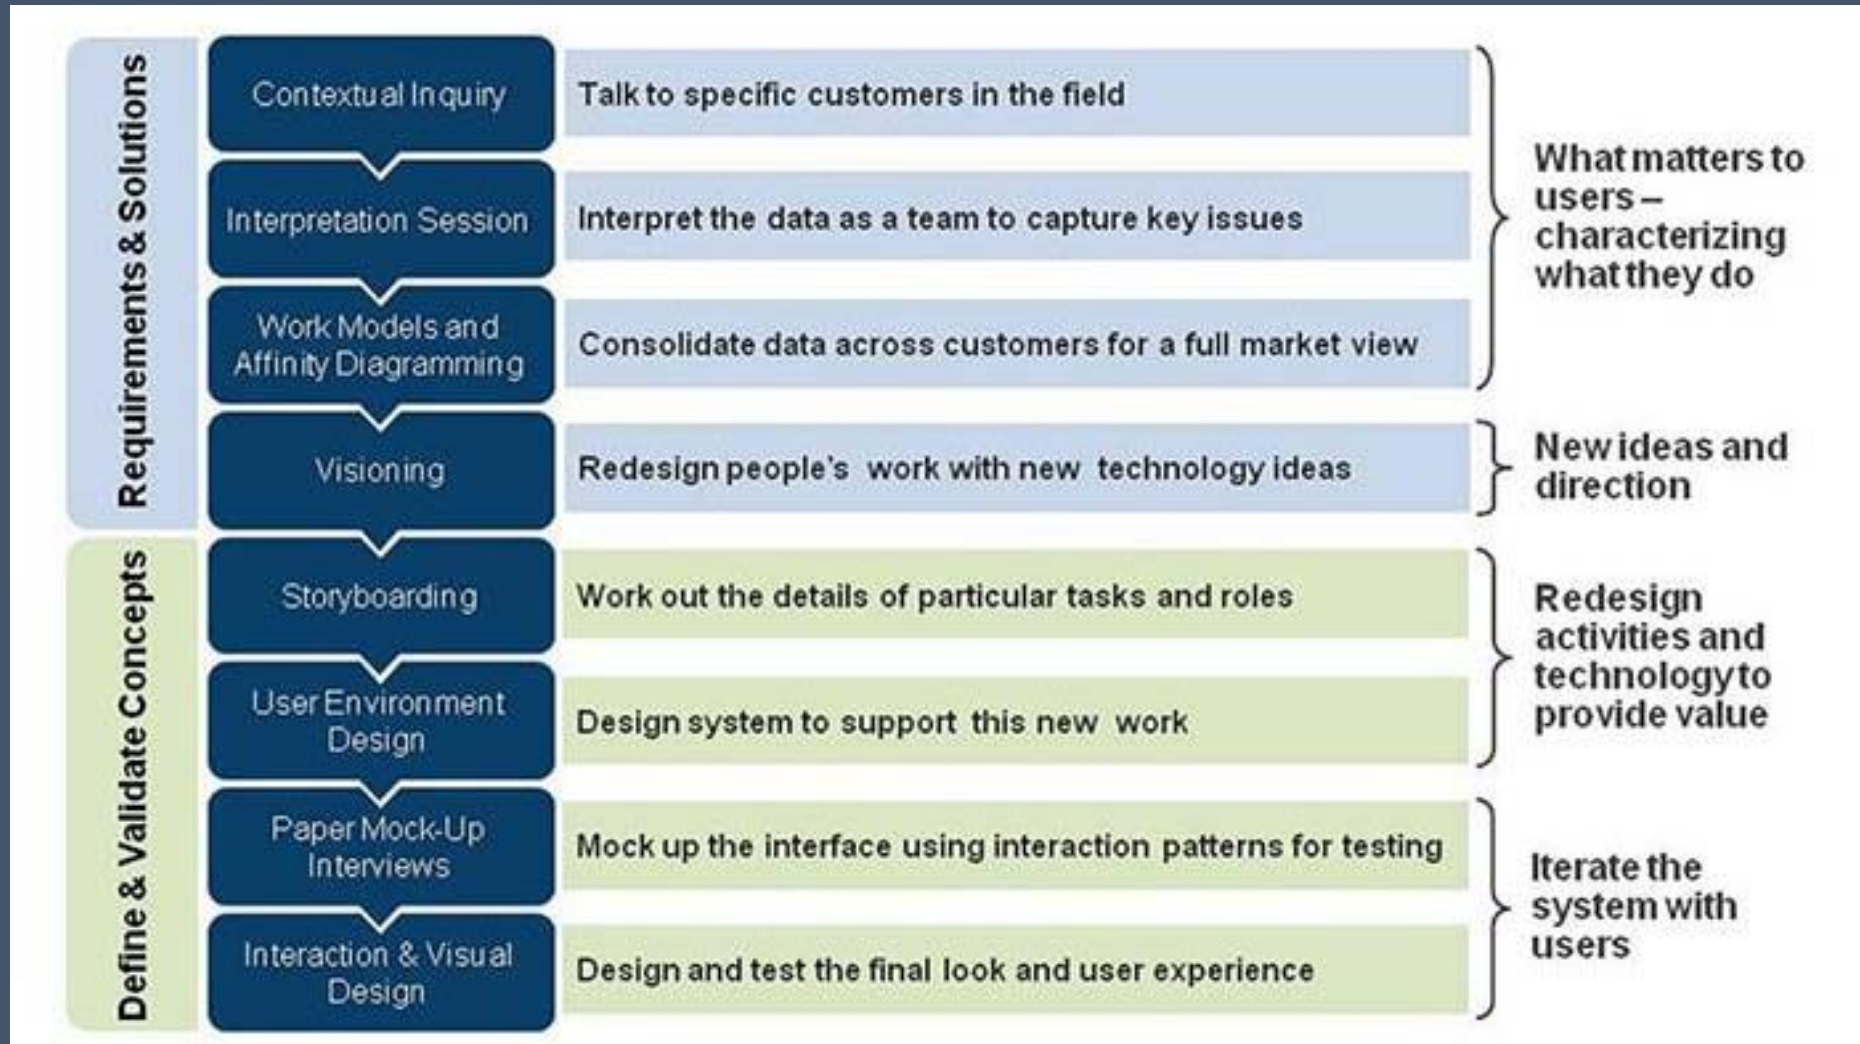 Requirements & Solutions
Contextual Inquiry
Talk to specific customers in the field
Interpretation Session
Interpret the data as a team to capture key issues
Work Models and
Affinity Diagramming
Consolidate data across customers for a full market view
What matters to
users –
characterizing
what they do
Visioning
Redesign people's work with new technology ideas
New ideas and
direction
Define & Validate Concepts
Storyboarding
Work out the details of particular tasks and roles
User Environment
Design
Design system to support this new work
Redesign
activities and
technology to
provide value
Paper Mock-Up
Interviews
Mock up the interface using interaction patterns for testing
Interaction & Visual
Design
Design and test the final look and user experience
Iterate the
system with
users